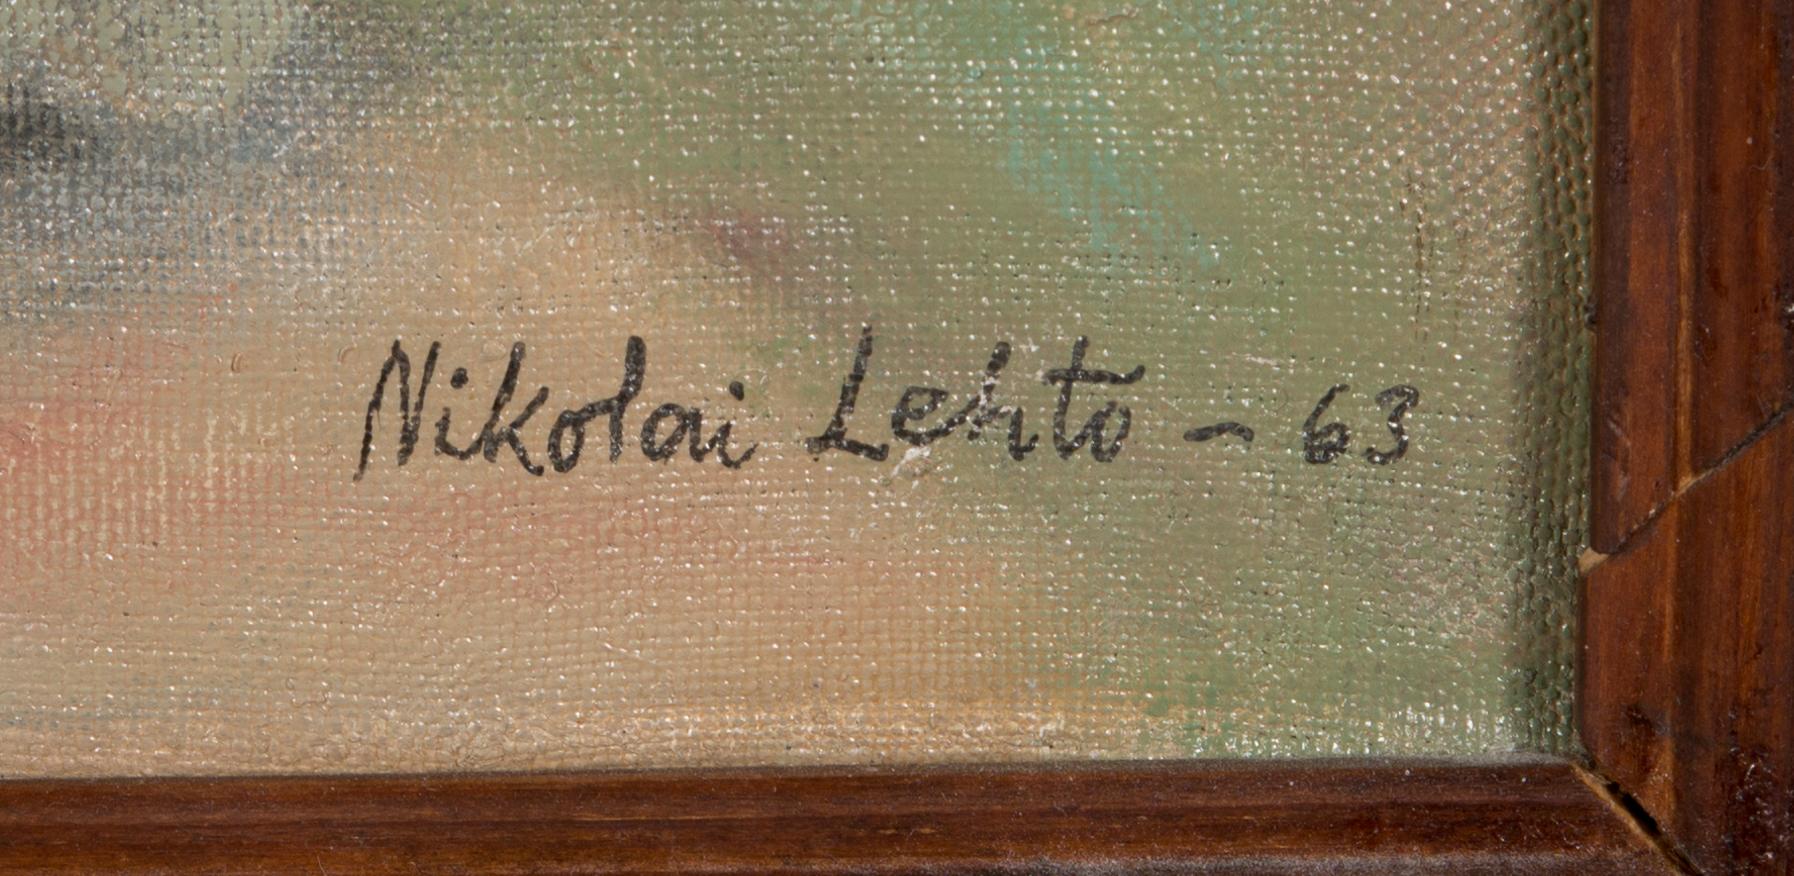 Nikolai Lehto - 63